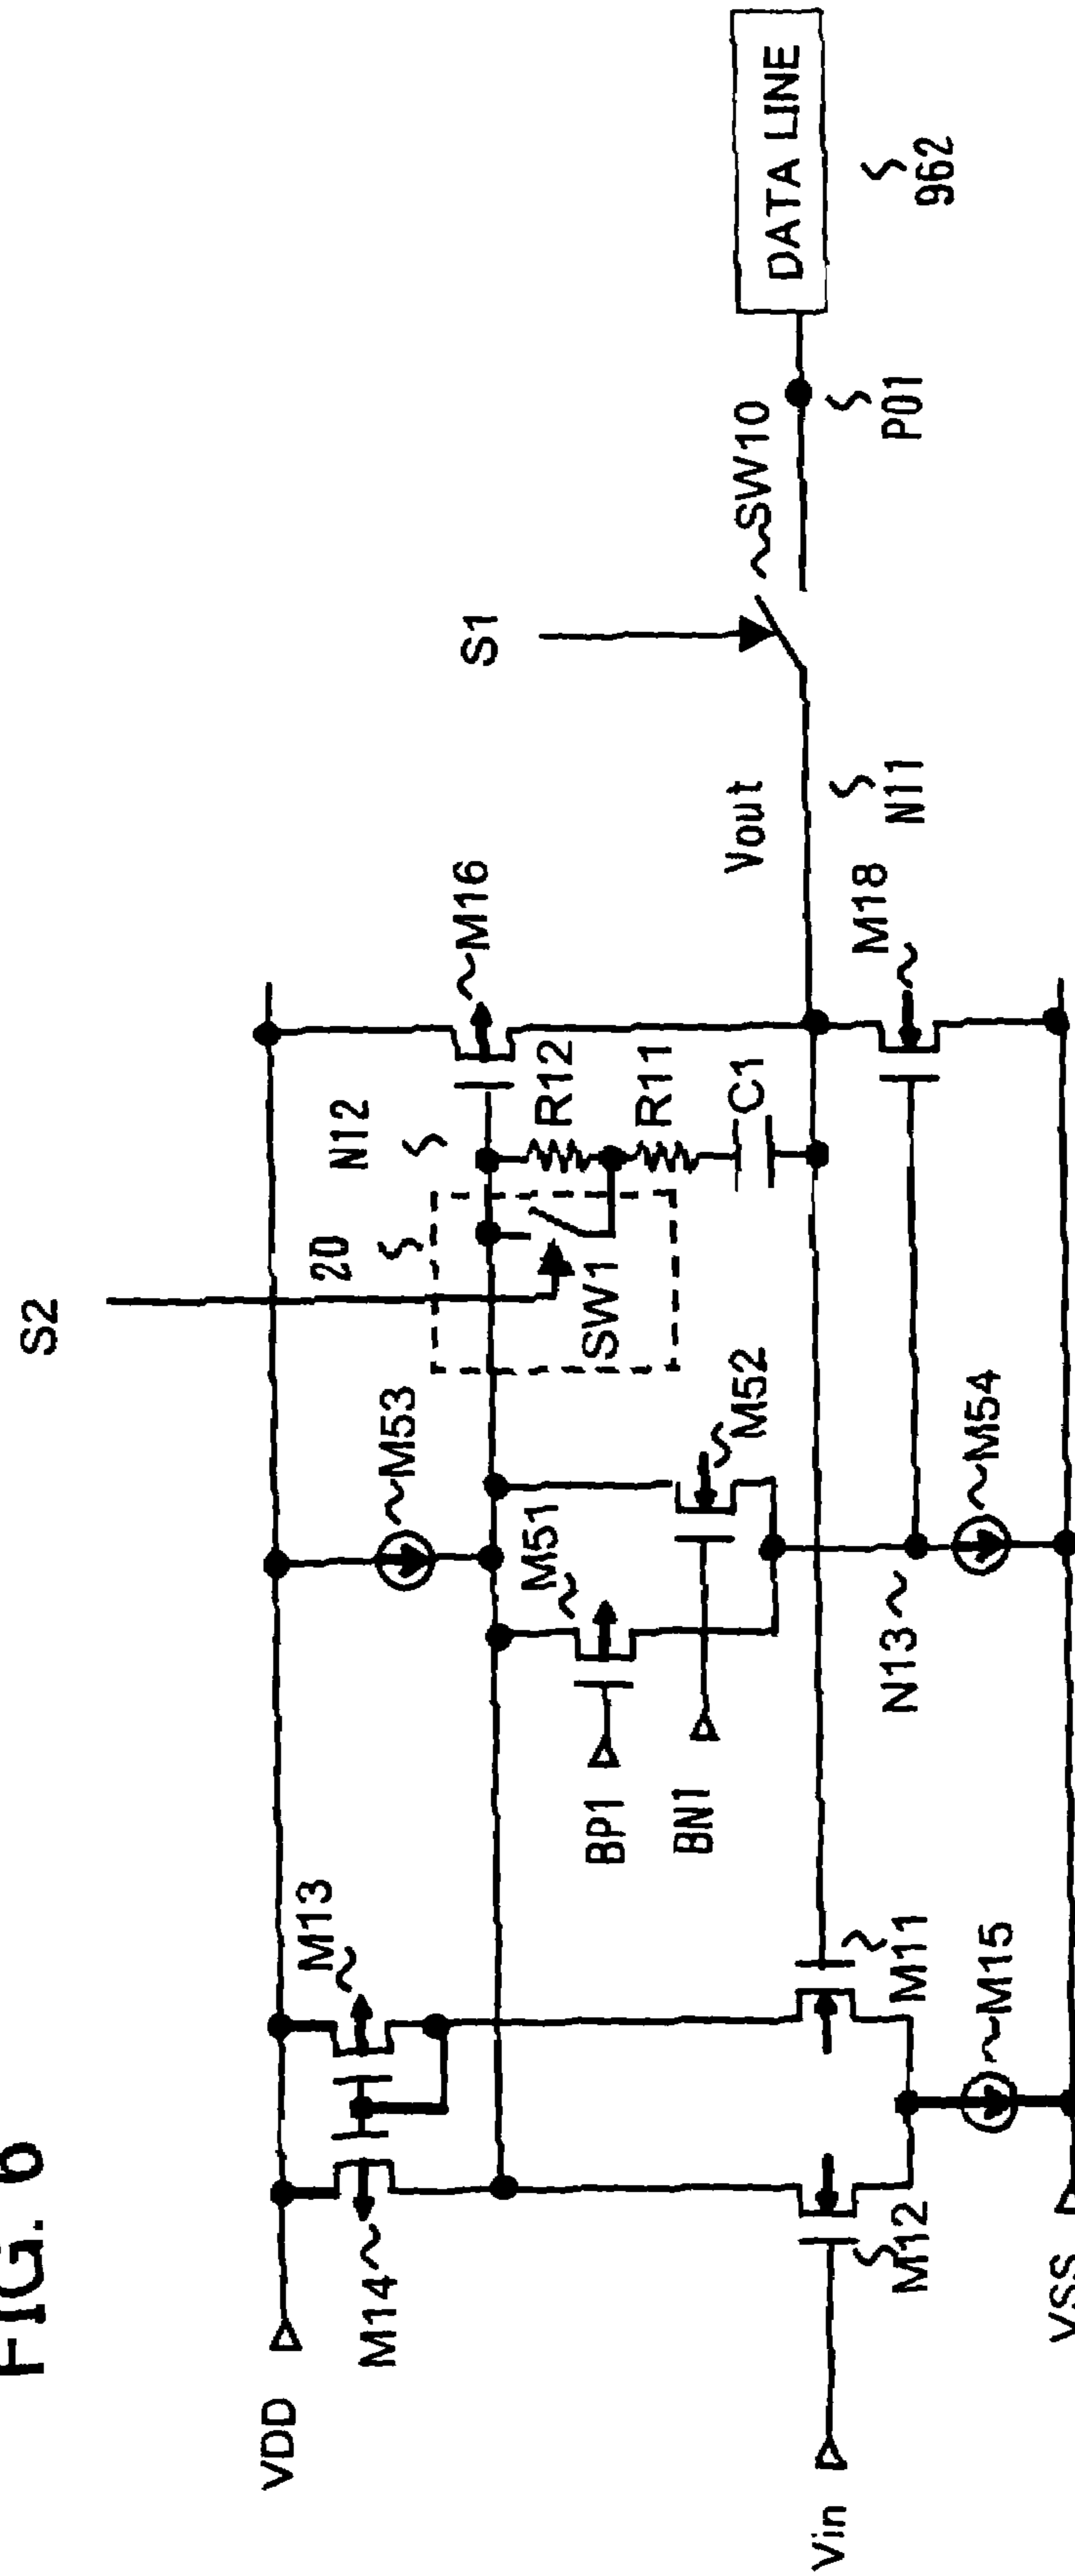 FIG. 6
S2
S1
VDD
M14
M13
M53
20
N12
M16
BP1
M51
BN1
M52
SW1
R12
R11
C1
Vout
SW10
DATA LINE
Vin
M12
M11
M15
N13
M54
M18
N11
P01
962
VSS